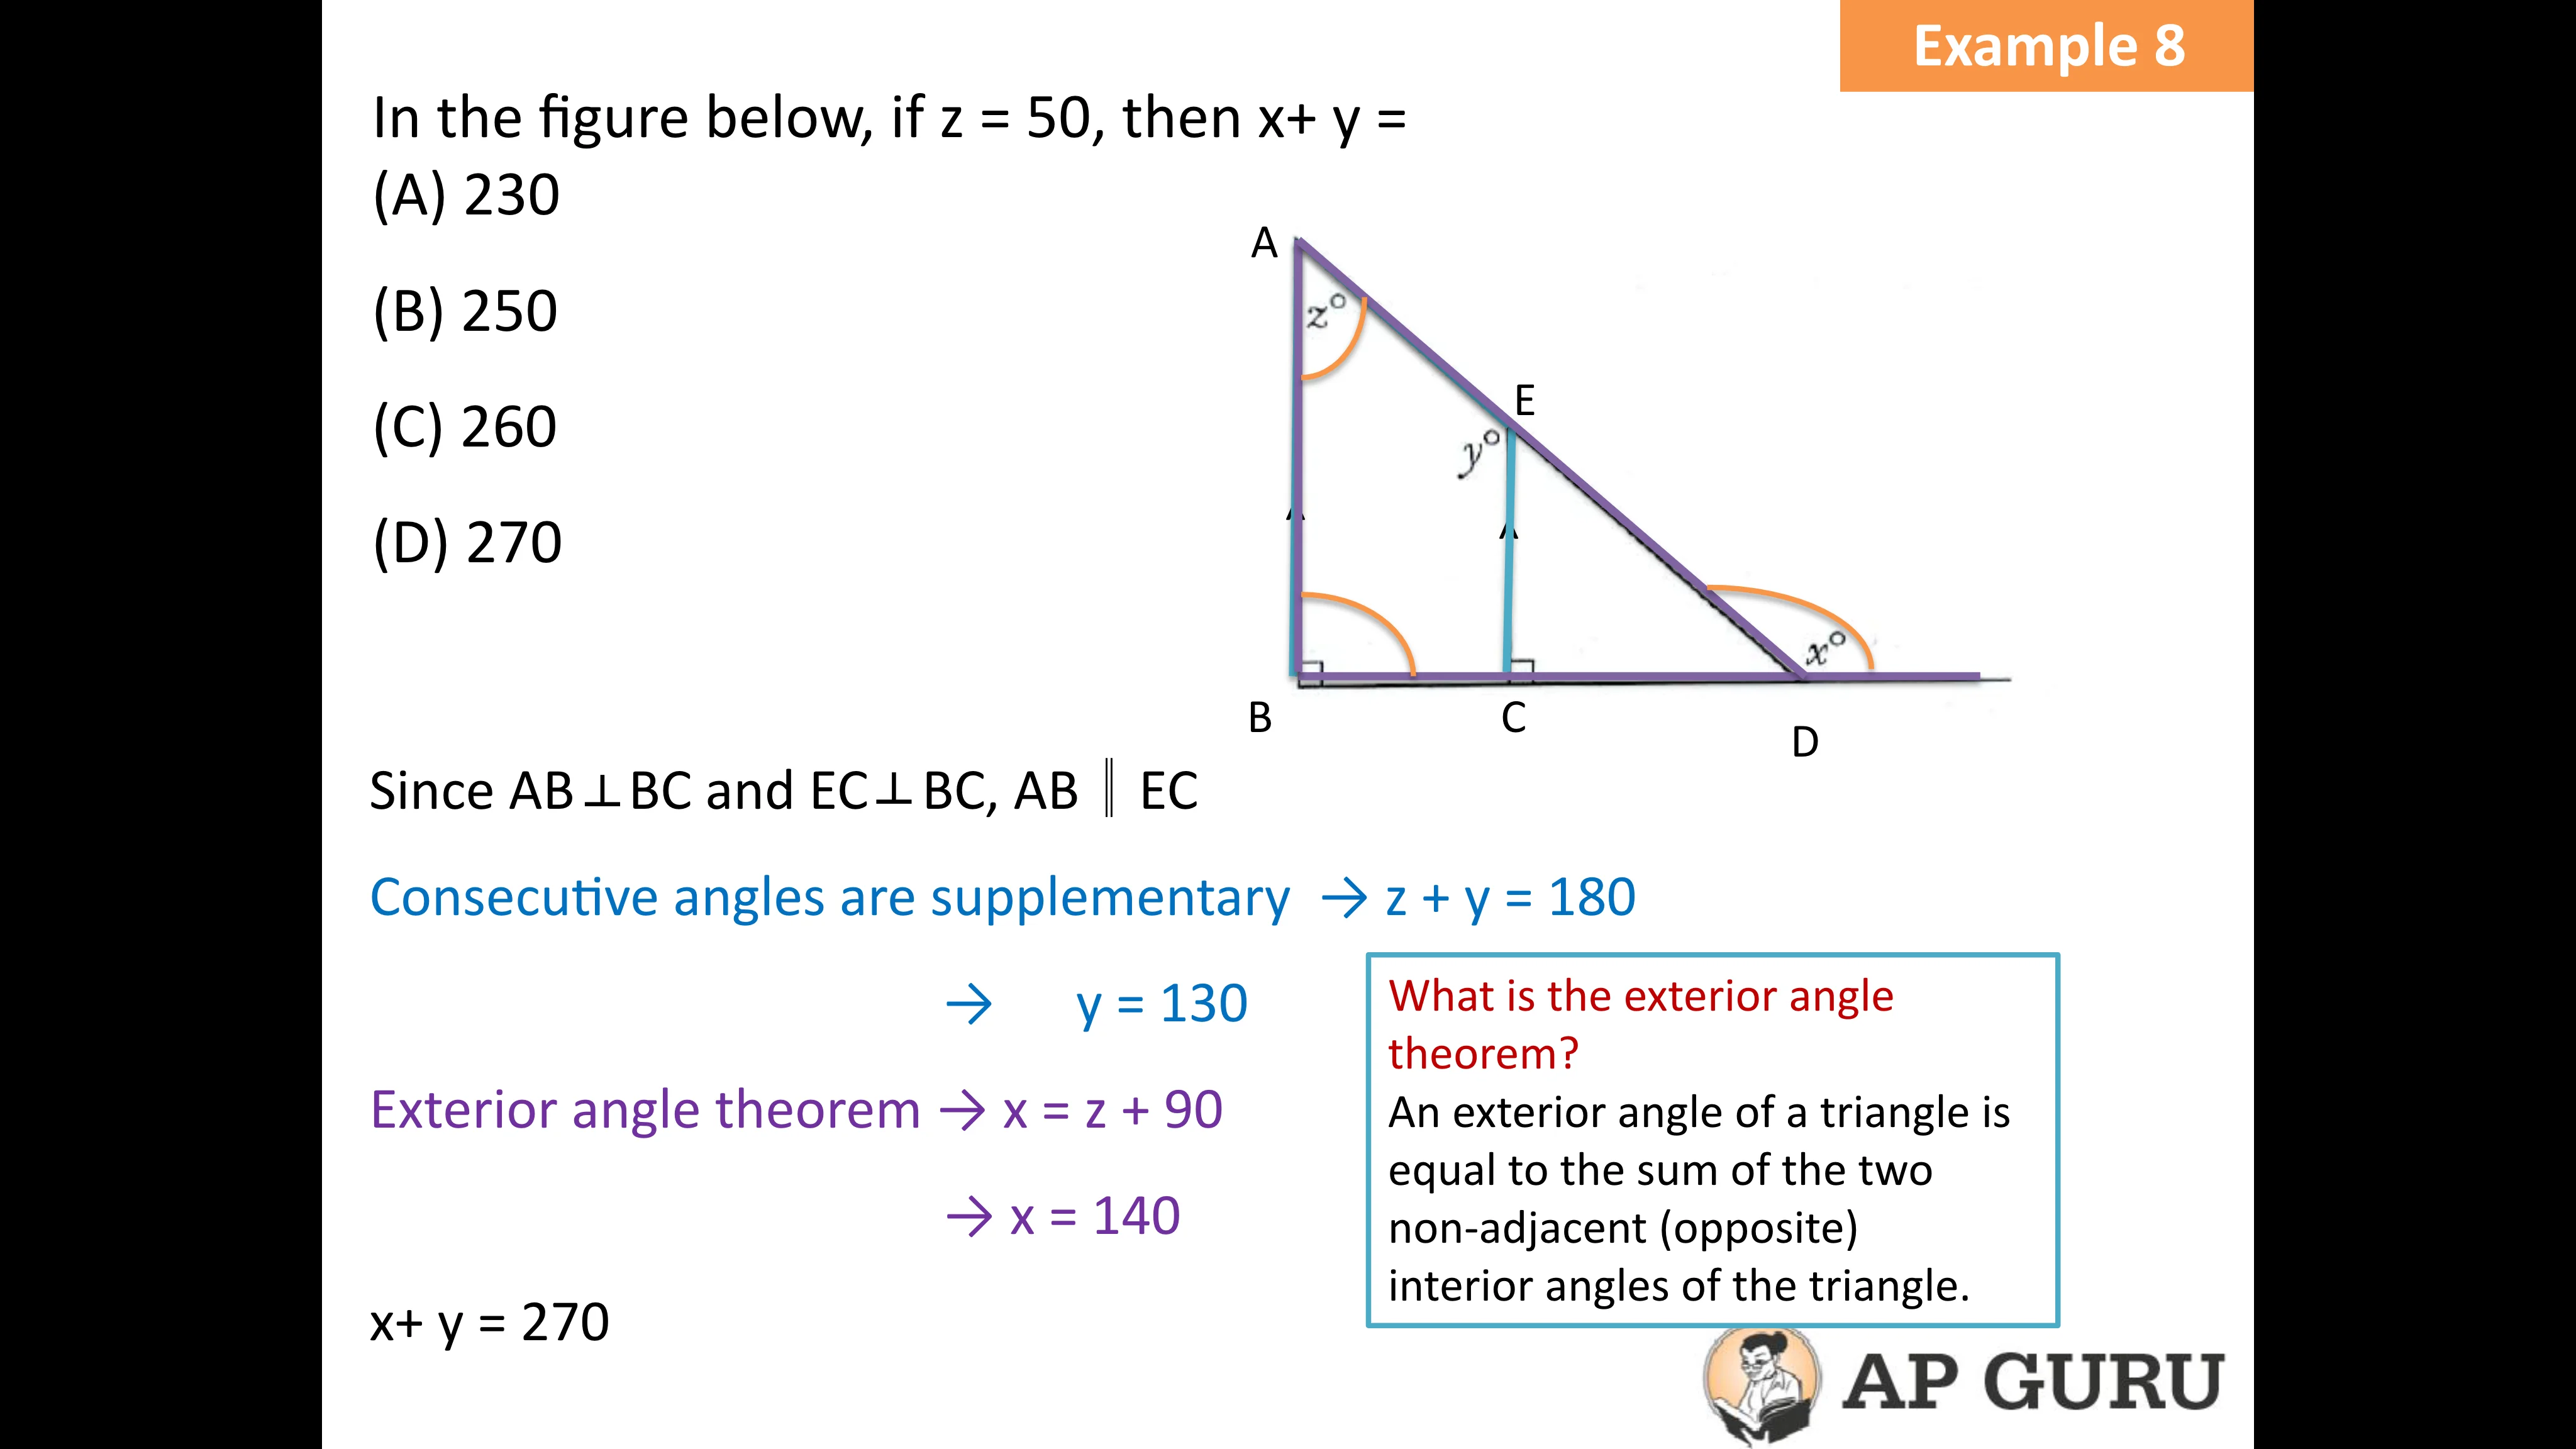 Example 8
In the figure below, if z = 50, then x+ y =
(A) 230
(B) 250
(C) 260
(D) 270
A
z°
E
y°
x°
B
C
D
Since AB⊥BC and EC⊥BC, AB ∥ EC
Consecutive angles are supplementary → z + y = 180
→ y = 130
Exterior angle theorem → x = z + 90
→ x = 140
x+ y = 270
What is the exterior angle
theorem?
An exterior angle of a triangle is
equal to the sum of the two
non-adjacent (opposite)
interior angles of the triangle.
AP GURU